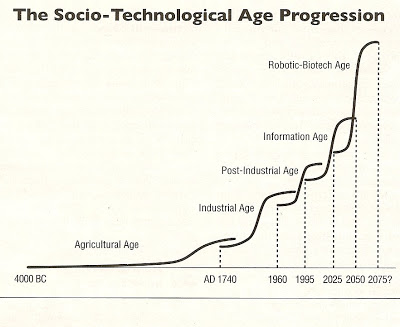 The Socio-Technological Age Progression
Robotic-Biotech Age
Information Age
Post-Industrial Age
Industrial Age
Agricultural Age
4000 BC AD 1740 1960 1995 2025 2050 2075?